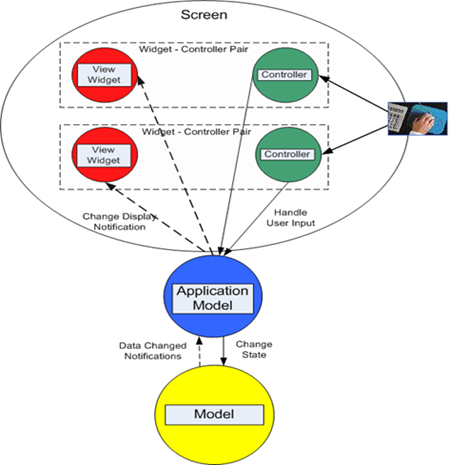 Screen
Widget - Controller Pair
View
Widget
Controller
Widget - Controller Pair
View
Widget
Controller
Change Display
Notification
Handle
User Input
Application
Model
Data Changed
Notifications
Change
State
Model